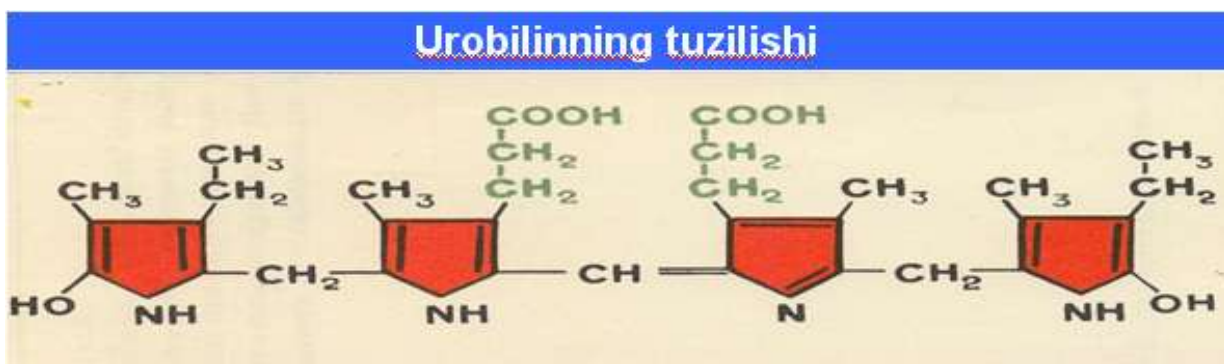 Urobilinning tuzilishi
COOH COOH
CH₃ CH₂ CH₂ CH₃
CH₃ CH₂ CH₃ CH₂ CH₂ CH₃ CH₃ CH₂
CH₂ CH CH₂
HO NH NH N NH OH